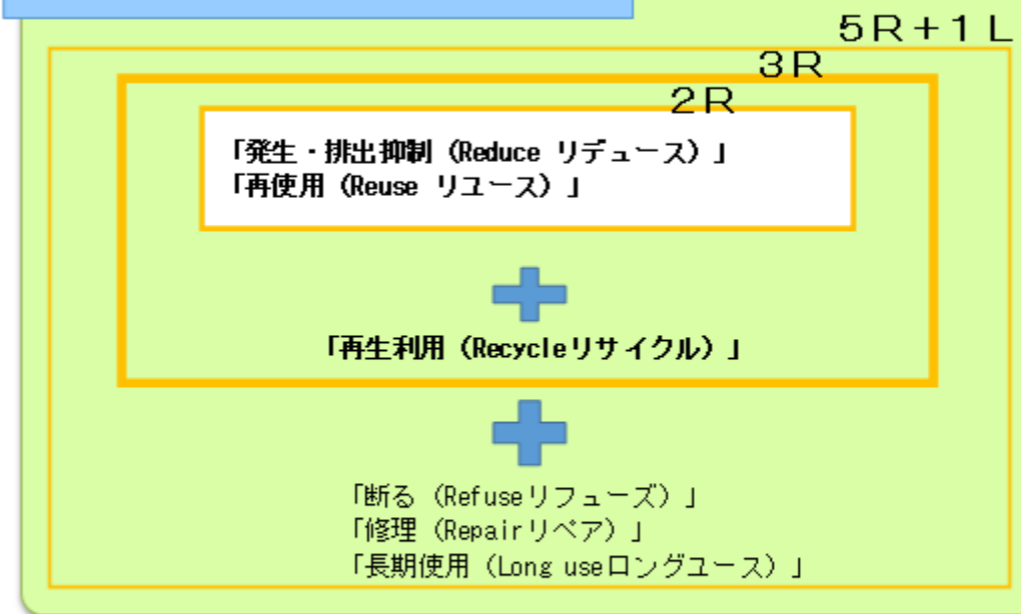 5R+1L
3R
2R
「発生・排出抑制(Reduce リデュース)」
「再使用(Reuse リユース)」
「再生利用(Recycleリサイクル)」
「断る(Refuseリフューズ)」
「修理(Repairリペア)」
「長期使用(Long useロングユース)」